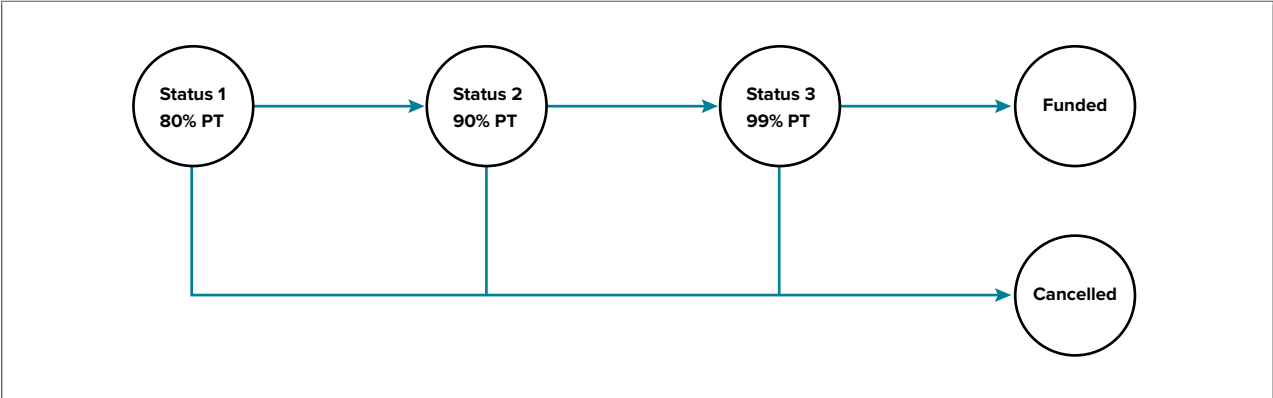 Status 1
80% PT
Status 2
90% PT
Status 3
99% PT
Funded
Cancelled